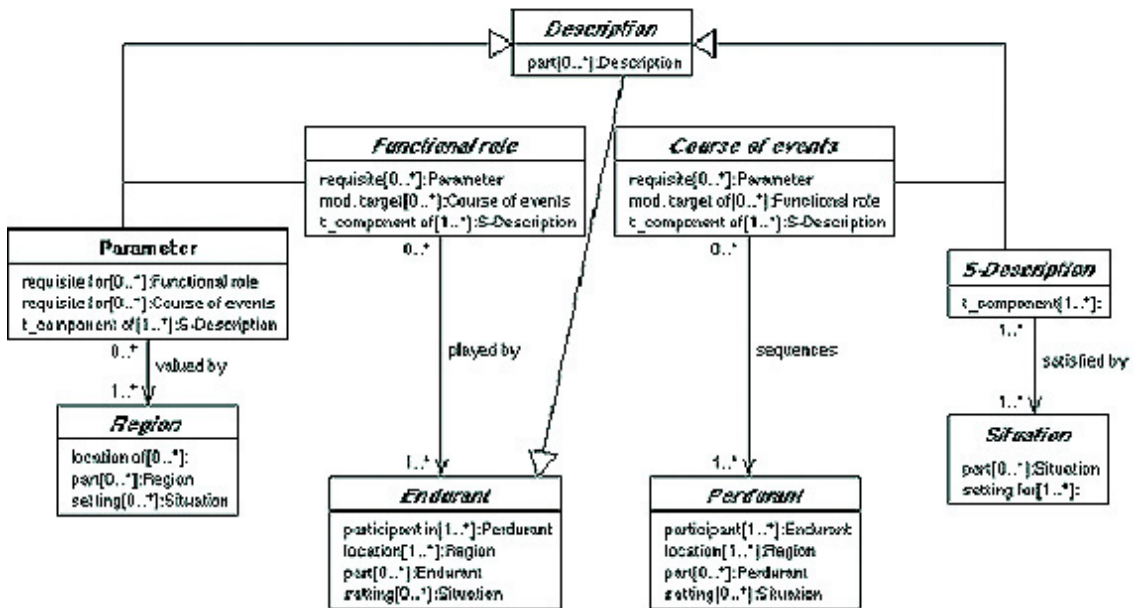 Description
part[0..*]:Description
Functional role
requisite[0..*]:Parameter
mod. target[0..*]:Course of events
t_component of[1..*]:S-Description
Course of events
requisite[0..*]:Parameter
mod. target of[0..*]:Functional role
t_component of[1..*]:S-Description
Parameter
requisite for[0..*]:Functional role
requisite for[0..*]:Course of events
t_component of[1..*]:S-Description
S-Description
t_component[1..*]:
0..*
0..*
0..*
1..*
valued by
played by
sequences
satisfied by
1..*
1..*
1..*
1..*
Region
location of[0..*]:
part[0..*]:Region
setting[0..*]:Situation
Situation
part[0..*]:Situation
setting for[1..*]:
Endurant
participant in[1..*]:Perdurant
location[1..*]:Region
part[0..*]:Endurant
setting[0..*]:Situation
Perdurant
participant[1..*]:Endurant
location[1..*]:Region
part[0..*]:Perdurant
setting[0..*]:Situation